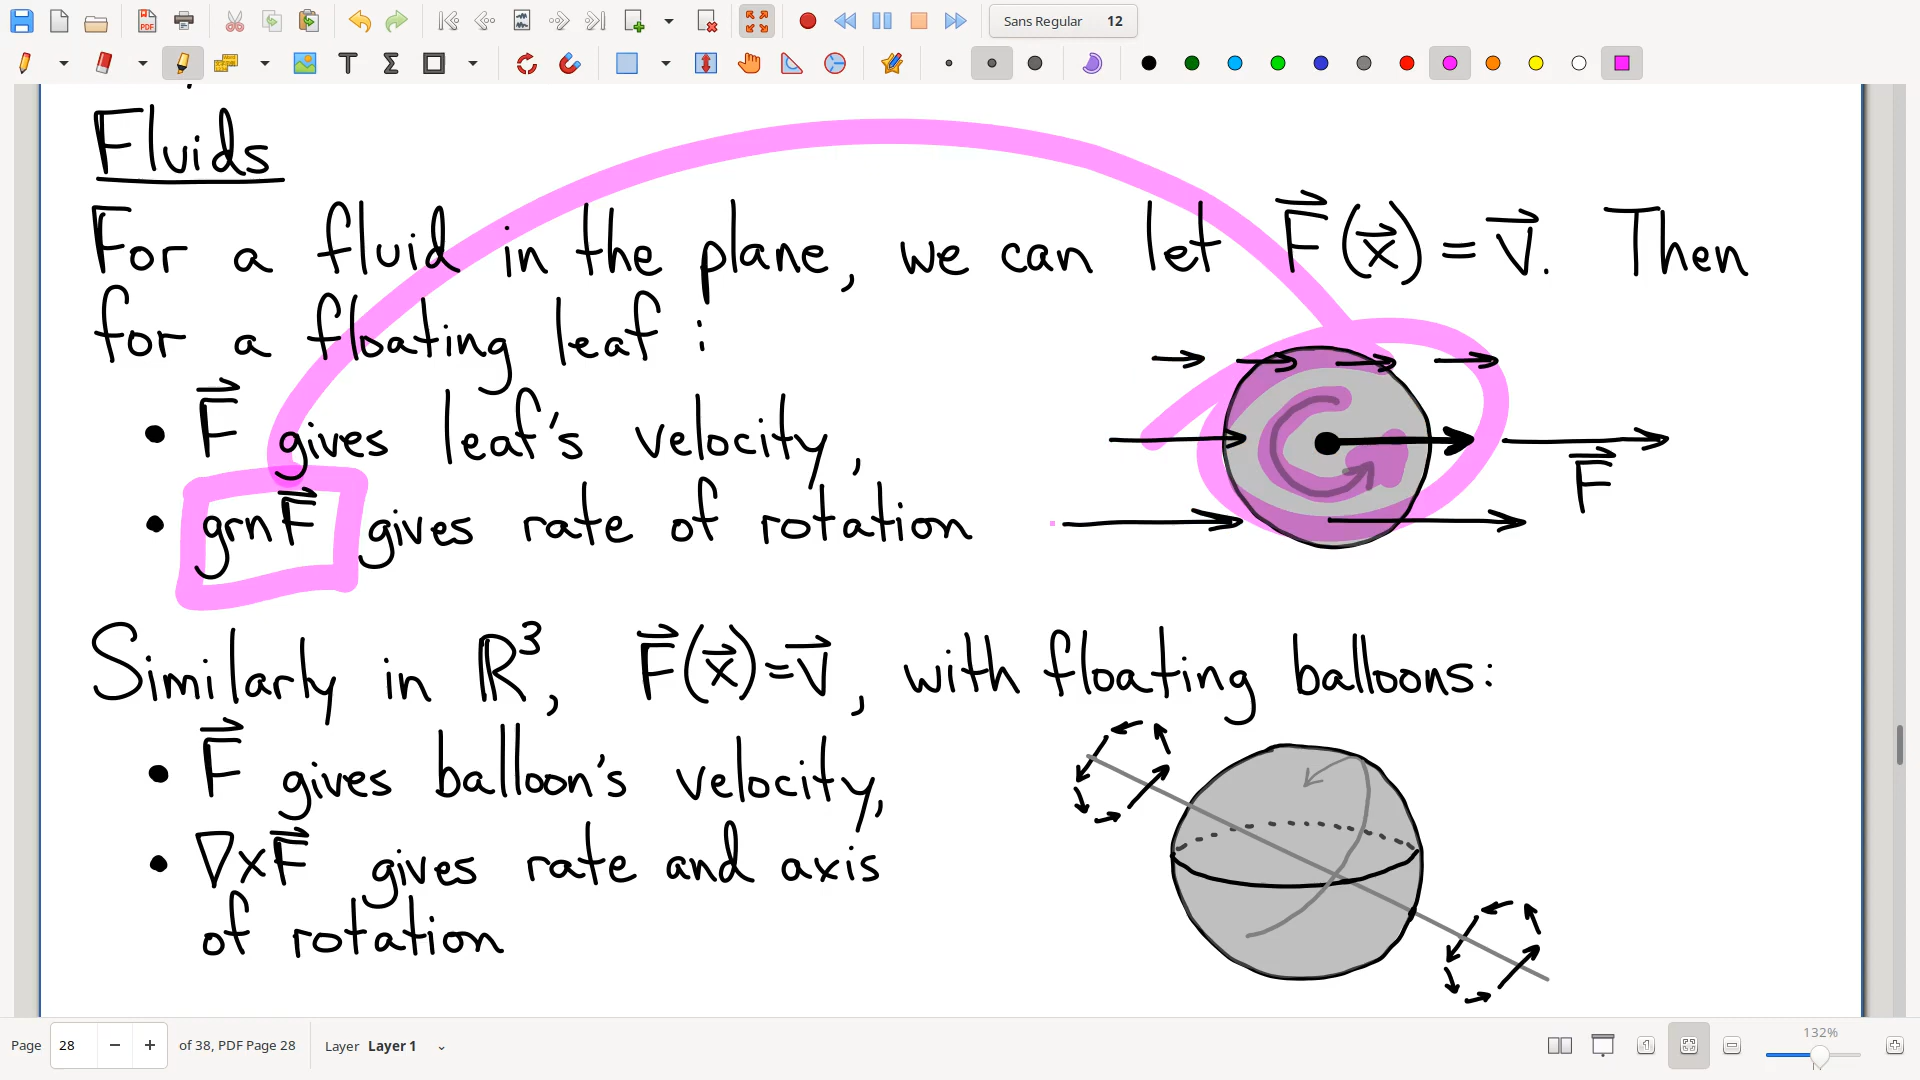 Sans Regular 12
Fluids
For a fluid in the plane, we can let F⃗(x⃗)=v⃗. Then
for a floating leaf:
• F⃗ gives leaf's velocity,
• grn F⃗ gives rate of rotation
F⃗
Similarly in ℝ³, F⃗(x⃗)=v⃗, with floating balloons:
• F⃗ gives balloon's velocity,
• ∇×F⃗ gives rate and axis
of rotation
Page 28 − + of 38, PDF Page 28 Layer Layer 1
132%